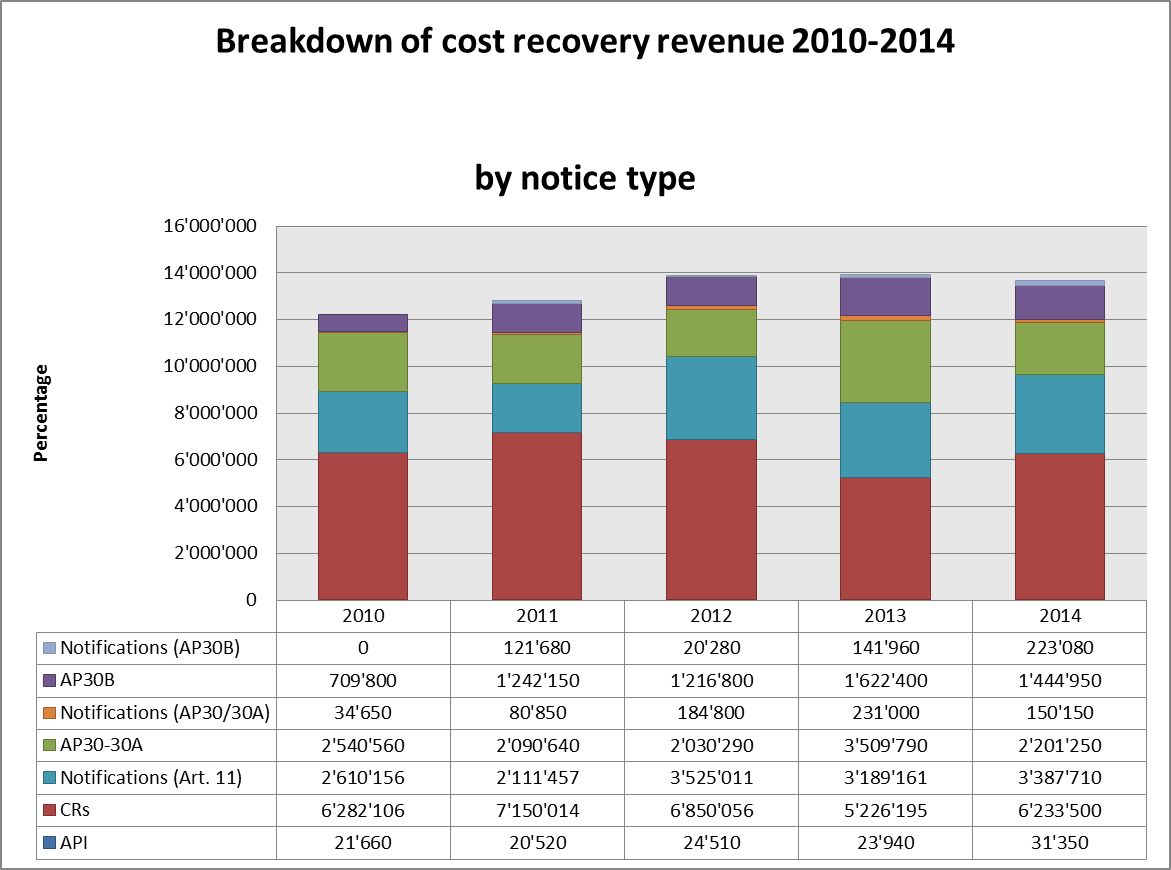 Breakdown of cost recovery revenue 2010-2014
by notice type
Percentage
16'000'000
14'000'000
12'000'000
10'000'000
8'000'000
6'000'000
4'000'000
2'000'000
0
2010 2011 2012 2013 2014
Notifications (AP30B) 0 121'680 20'280 141'960 223'080
AP30B 709'800 1'242'150 1'216'800 1'622'400 1'444'950
Notifications (AP30/30A) 34'650 80'850 184'800 231'000 150'150
AP30-30A 2'540'560 2'090'640 2'030'290 3'509'790 2'201'250
Notifications (Art. 11) 2'610'156 2'111'457 3'525'011 3'189'161 3'387'710
CRs 6'282'106 7'150'014 6'850'056 5'226'195 6'233'500
API 21'660 20'520 24'510 23'940 31'350